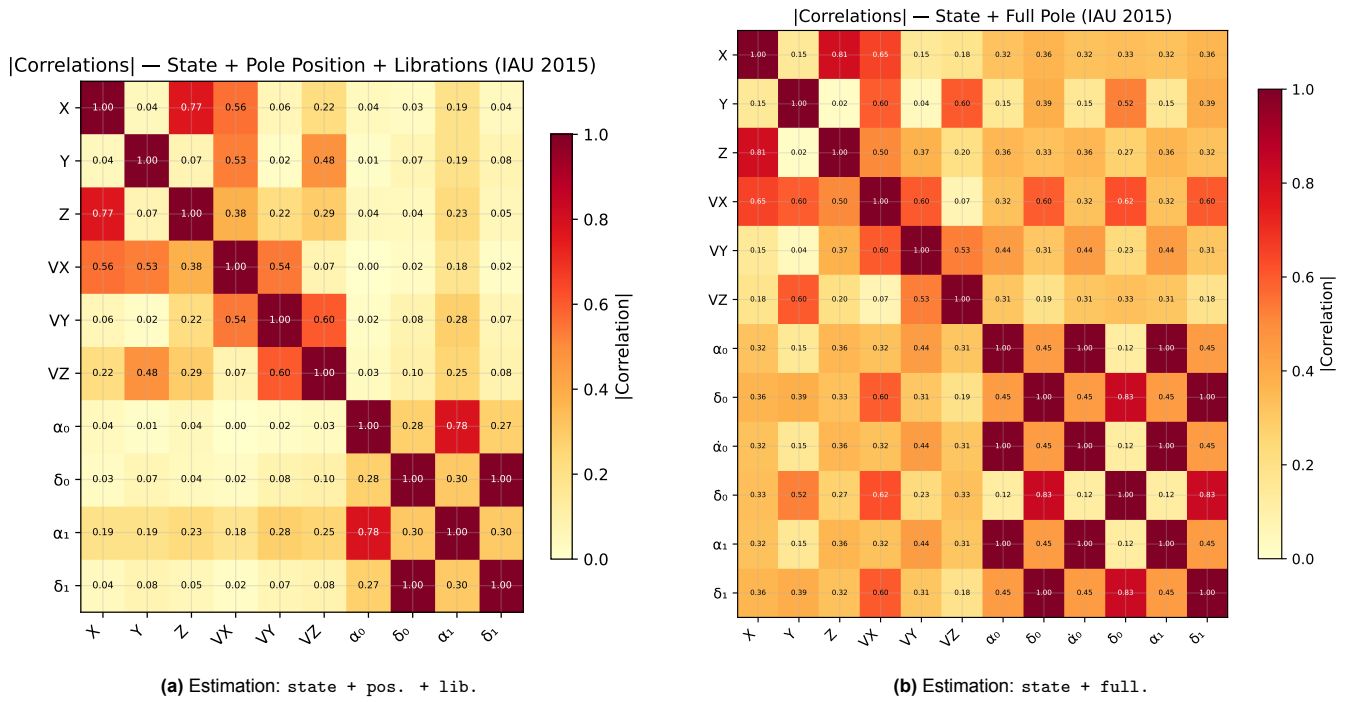 |Correlations| — State + Pole Position + Librations (IAU 2015)
X 1.00 0.04 0.77 0.56 0.06 0.22 0.04 0.03 0.19 0.04
Y 0.04 1.00 0.07 0.53 0.02 0.48 0.01 0.07 0.19 0.08
Z 0.77 0.07 1.00 0.38 0.22 0.29 0.04 0.04 0.23 0.05
VX 0.56 0.53 0.38 1.00 0.54 0.07 0.00 0.02 0.18 0.02
VY 0.06 0.02 0.22 0.54 1.00 0.60 0.02 0.08 0.28 0.07
VZ 0.22 0.48 0.29 0.07 0.60 1.00 0.03 0.10 0.25 0.08
α₀ 0.04 0.01 0.04 0.00 0.02 0.03 1.00 0.28 0.78 0.27
δ₀ 0.03 0.07 0.04 0.02 0.08 0.10 0.28 1.00 0.30 1.00
α₁ 0.19 0.19 0.23 0.18 0.28 0.25 0.78 0.30 1.00 0.30
δ₁ 0.04 0.08 0.05 0.02 0.07 0.08 0.27 1.00 0.30 1.00
X Y Z VX VY VZ α₀ δ₀ α₁ δ₁
1.0
0.8
0.6
0.4
0.2
0.0
|Correlation|
(a) Estimation: state + pos. + lib.
|Correlations| — State + Full Pole (IAU 2015)
X 1.00 0.15 0.81 0.65 0.15 0.18 0.32 0.36 0.32 0.33 0.32 0.36
Y 0.15 1.00 0.02 0.60 0.04 0.60 0.15 0.39 0.15 0.52 0.15 0.39
Z 0.81 0.02 1.00 0.50 0.37 0.20 0.36 0.33 0.36 0.27 0.36 0.32
VX 0.65 0.60 0.50 1.00 0.60 0.07 0.32 0.60 0.32 0.62 0.32 0.60
VY 0.15 0.04 0.37 0.60 1.00 0.53 0.44 0.31 0.44 0.23 0.44 0.31
VZ 0.18 0.60 0.20 0.07 0.53 1.00 0.31 0.19 0.31 0.33 0.31 0.18
α₀ 0.32 0.15 0.36 0.32 0.44 0.31 1.00 0.45 1.00 0.12 1.00 0.45
δ₀ 0.36 0.39 0.33 0.60 0.31 0.19 0.45 1.00 0.45 0.83 0.45 1.00
α̇₀ 0.32 0.15 0.36 0.32 0.44 0.31 1.00 0.45 1.00 0.12 1.00 0.45
δ₀ 0.33 0.52 0.27 0.62 0.23 0.33 0.12 0.83 0.12 1.00 0.12 0.83
α₁ 0.32 0.15 0.36 0.32 0.44 0.31 1.00 0.45 1.00 0.12 1.00 0.45
δ₁ 0.36 0.39 0.32 0.60 0.31 0.18 0.45 1.00 0.45 0.83 0.45 1.00
X Y Z VX VY VZ α₀ δ₀ α̇₀ δ₀ α₁ δ₁
1.0
0.8
0.6
0.4
0.2
0.0
|Correlation|
(b) Estimation: state + full.